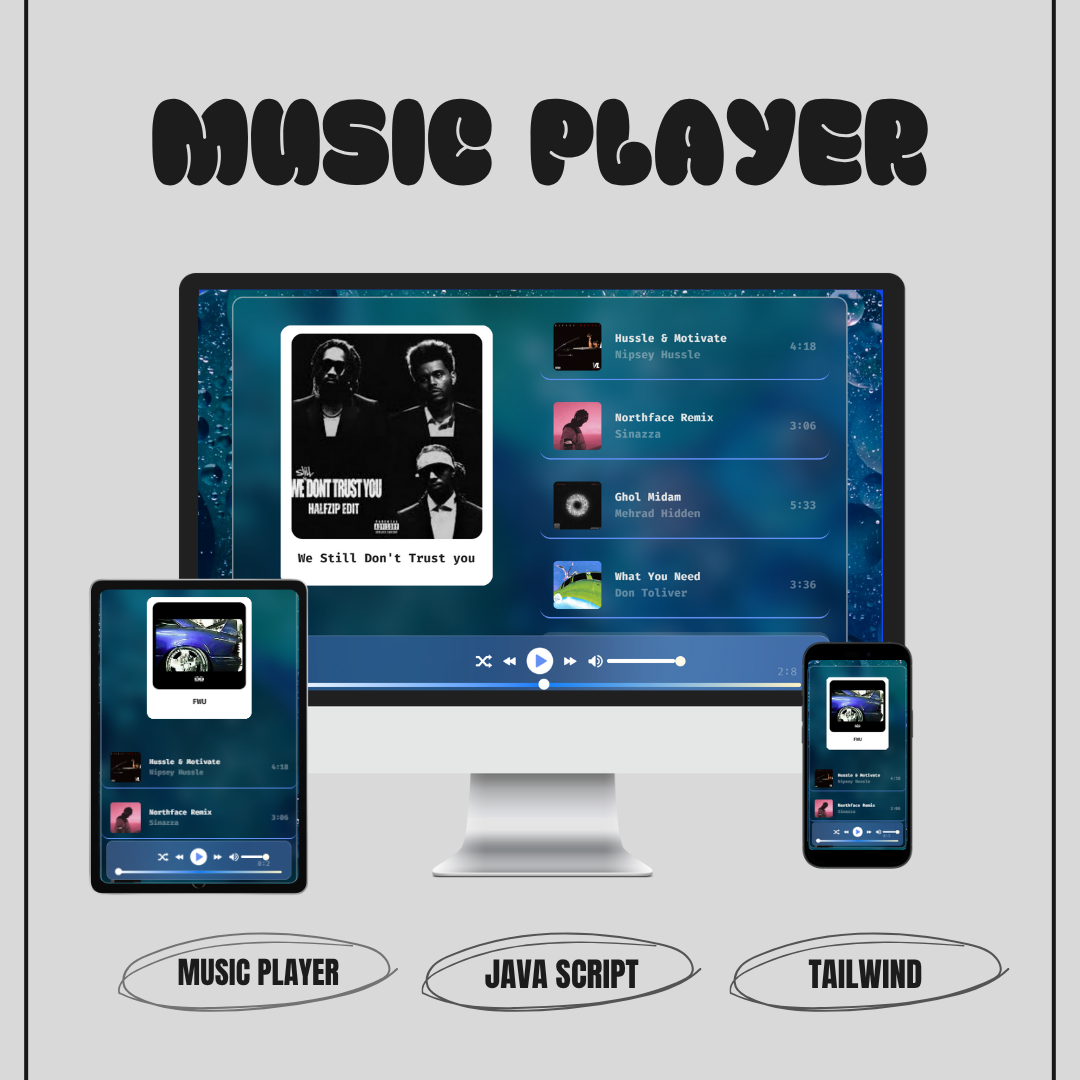 MUSIC PLAYER
Still
WE DONT TRUST YOU
HALFZIP EDIT
We Still Don't Trust you
Hussle & Motivate
Nipsey Hussle
4:18
Northface Remix
Sinazza
3:06
Ghol Midam
Mehrad Hidden
5:33
What You Need
Don Toliver
3:36
2:8
FWU
Hussle & Motivate
Nipsey Hussle
4:18
Northface Remix
Sinazza
3:06
0:2
FWU
Hussle & Motivate
Nipsey Hussle
4:18
Northface Remix
Sinazza
3:06
MUSIC PLAYER
JAVA SCRIPT
TAILWIND